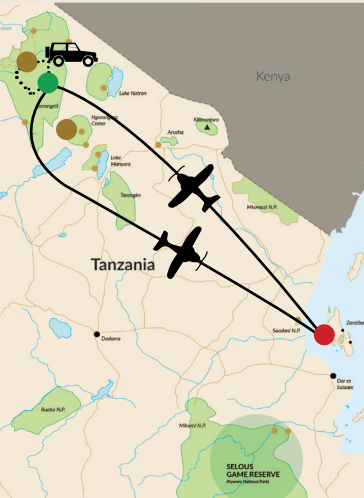 river
Kenya
Lake Natron
Serengeti
Ngorongoro
Crater
Arusha
Kilimanjaro
Lake
Manyara
Tarangire
Mkomazi N.P.
Tanzania
Saadani N.P.
Zanzibar
Dodoma
Dar es
Salaam
Ruaha N.P.
Mikumi N.P.
SELOUS
GAME RESERVE
(Nyerere National Park)